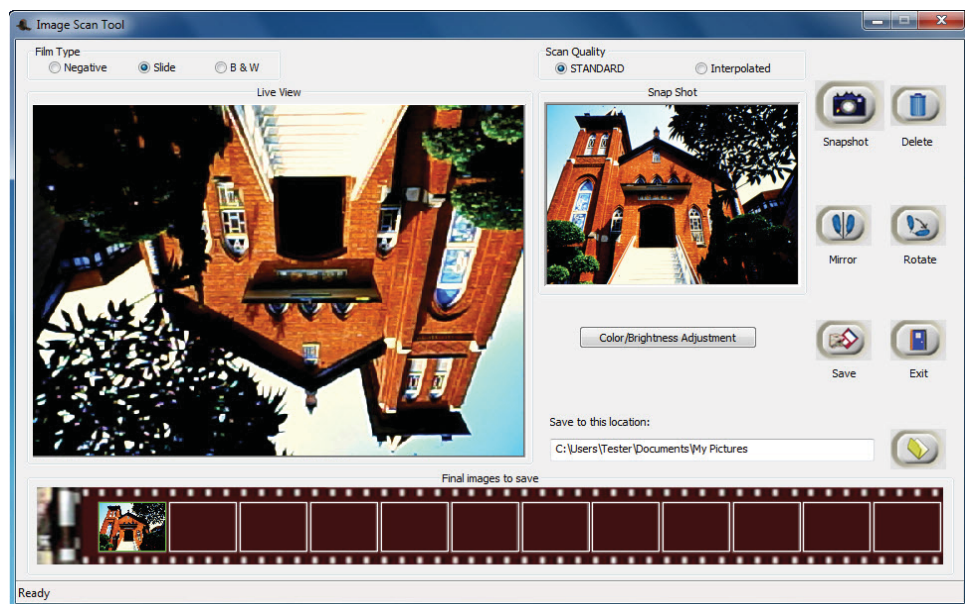 Image Scan Tool
Film Type
Negative Slide B & W
Scan Quality
STANDARD Interpolated
Live View
Snap Shot
Snapshot Delete
Mirror Rotate
Color/Brightness Adjustment
Save Exit
Save to this location:
C:\Users\Tester\Documents\My Pictures
Final images to save
Ready